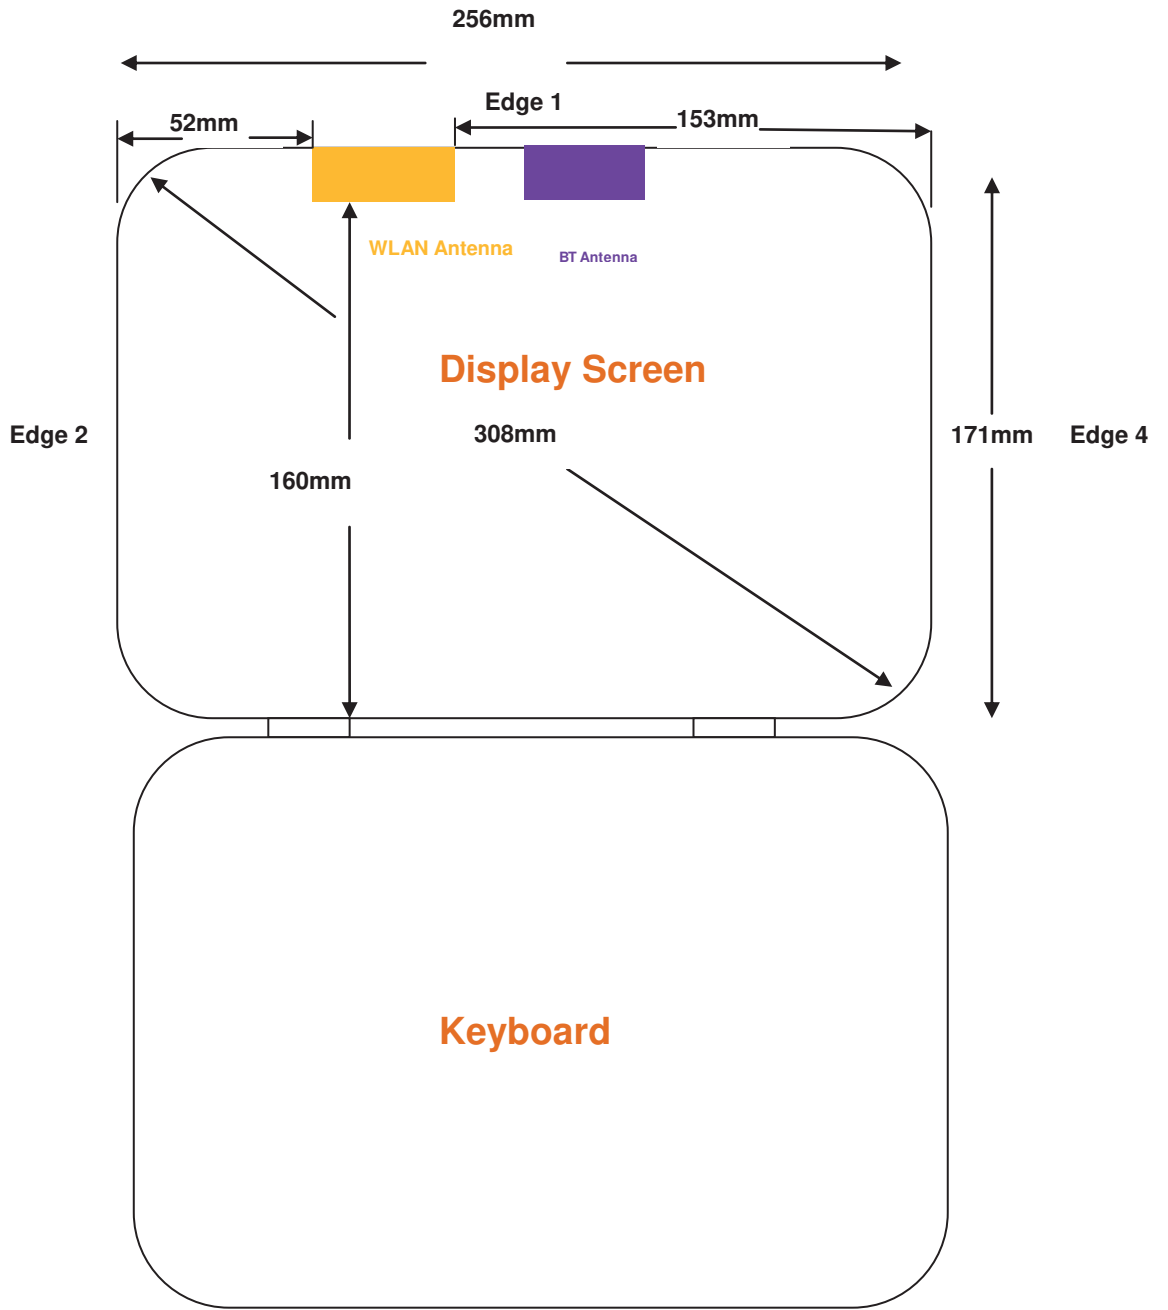 256mm
Edge 1
52mm
153mm
WLAN Antenna
BT Antenna
Display Screen
308mm
Edge 2
171mm
Edge 4
160mm
Keyboard